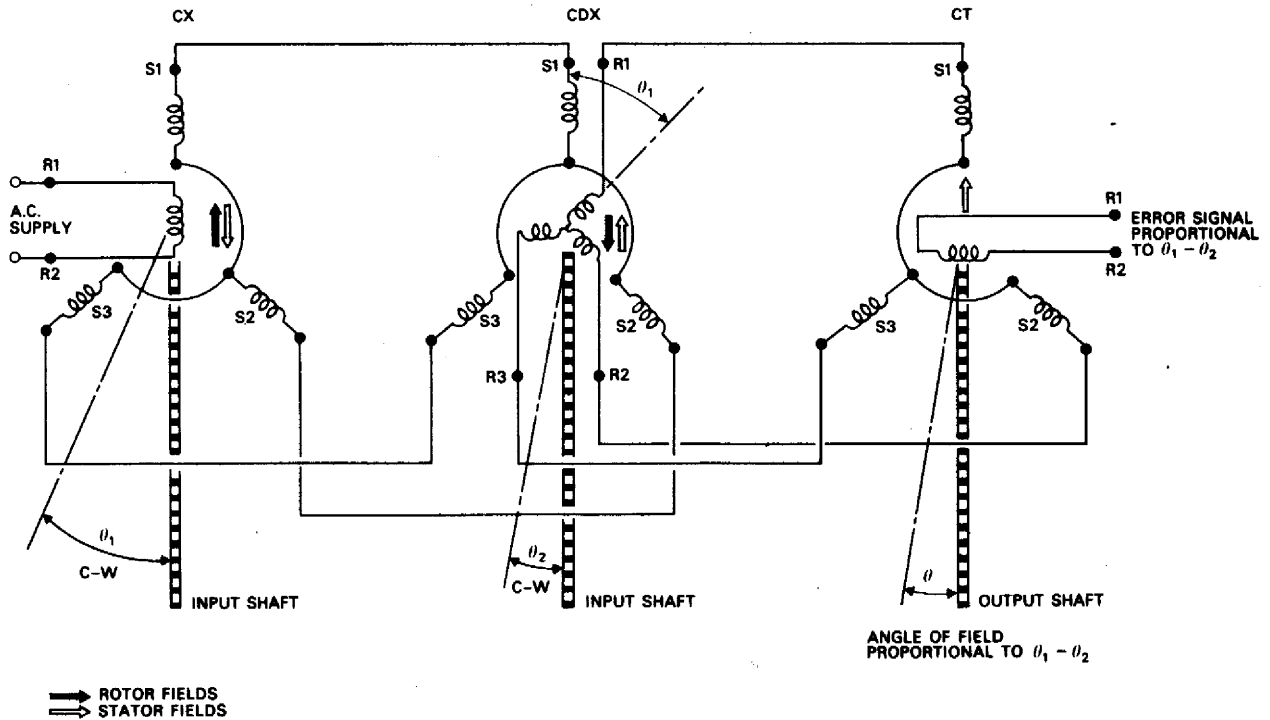 CX
CDX
CT
S1
S1
R1
S1
θ₁
R1
A.C.
SUPPLY
R2
R1
ERROR SIGNAL
PROPORTIONAL
TO θ₁ − θ₂
R2
S3
S2
S3
S2
S3
S2
R3
R2
θ₁
C-W
θ₂
C-W
θ
INPUT SHAFT
INPUT SHAFT
OUTPUT SHAFT
ANGLE OF FIELD
PROPORTIONAL TO θ₁ − θ₂
ROTOR FIELDS
STATOR FIELDS